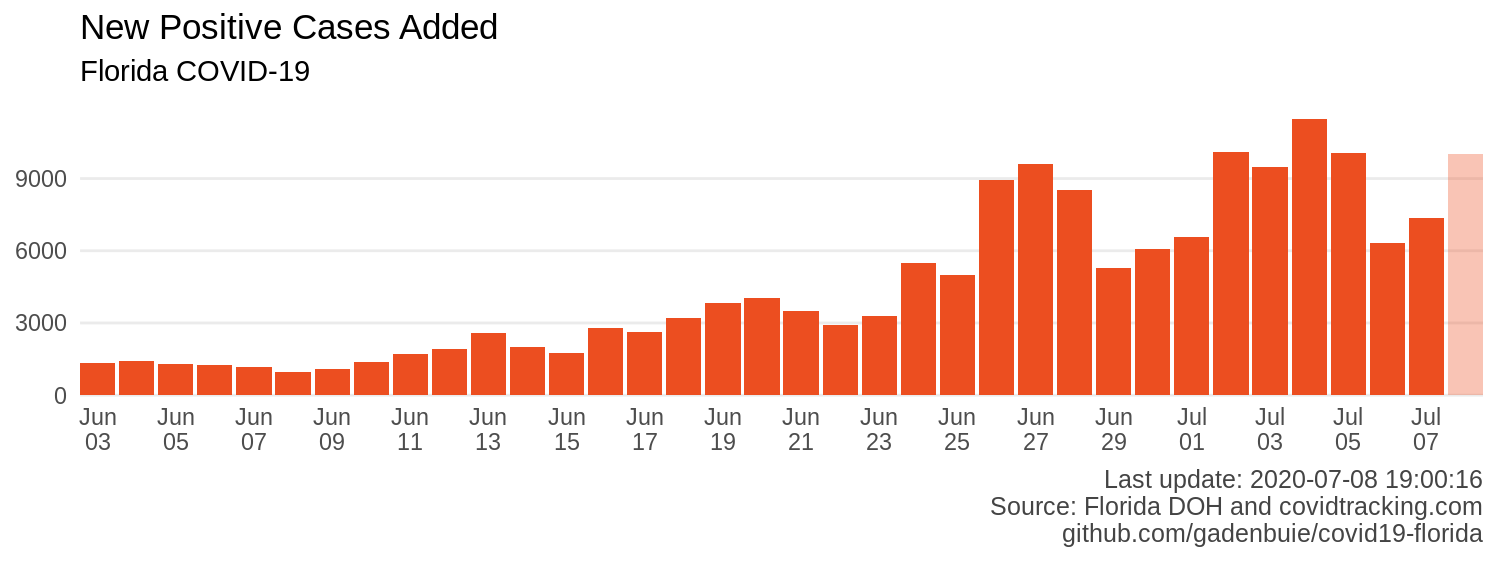 New Positive Cases Added
Florida COVID-19
9000
6000
3000
0
Jun Jun Jun Jun Jun Jun Jun Jun Jun Jun Jun Jun Jun Jun Jul Jul Jul Jul
03 05 07 09 11 13 15 17 19 21 23 25 27 29 01 03 05 07
Last update: 2020-07-08 19:00:16
Source: Florida DOH and covidtracking.com
github.com/gadenbuie/covid19-florida